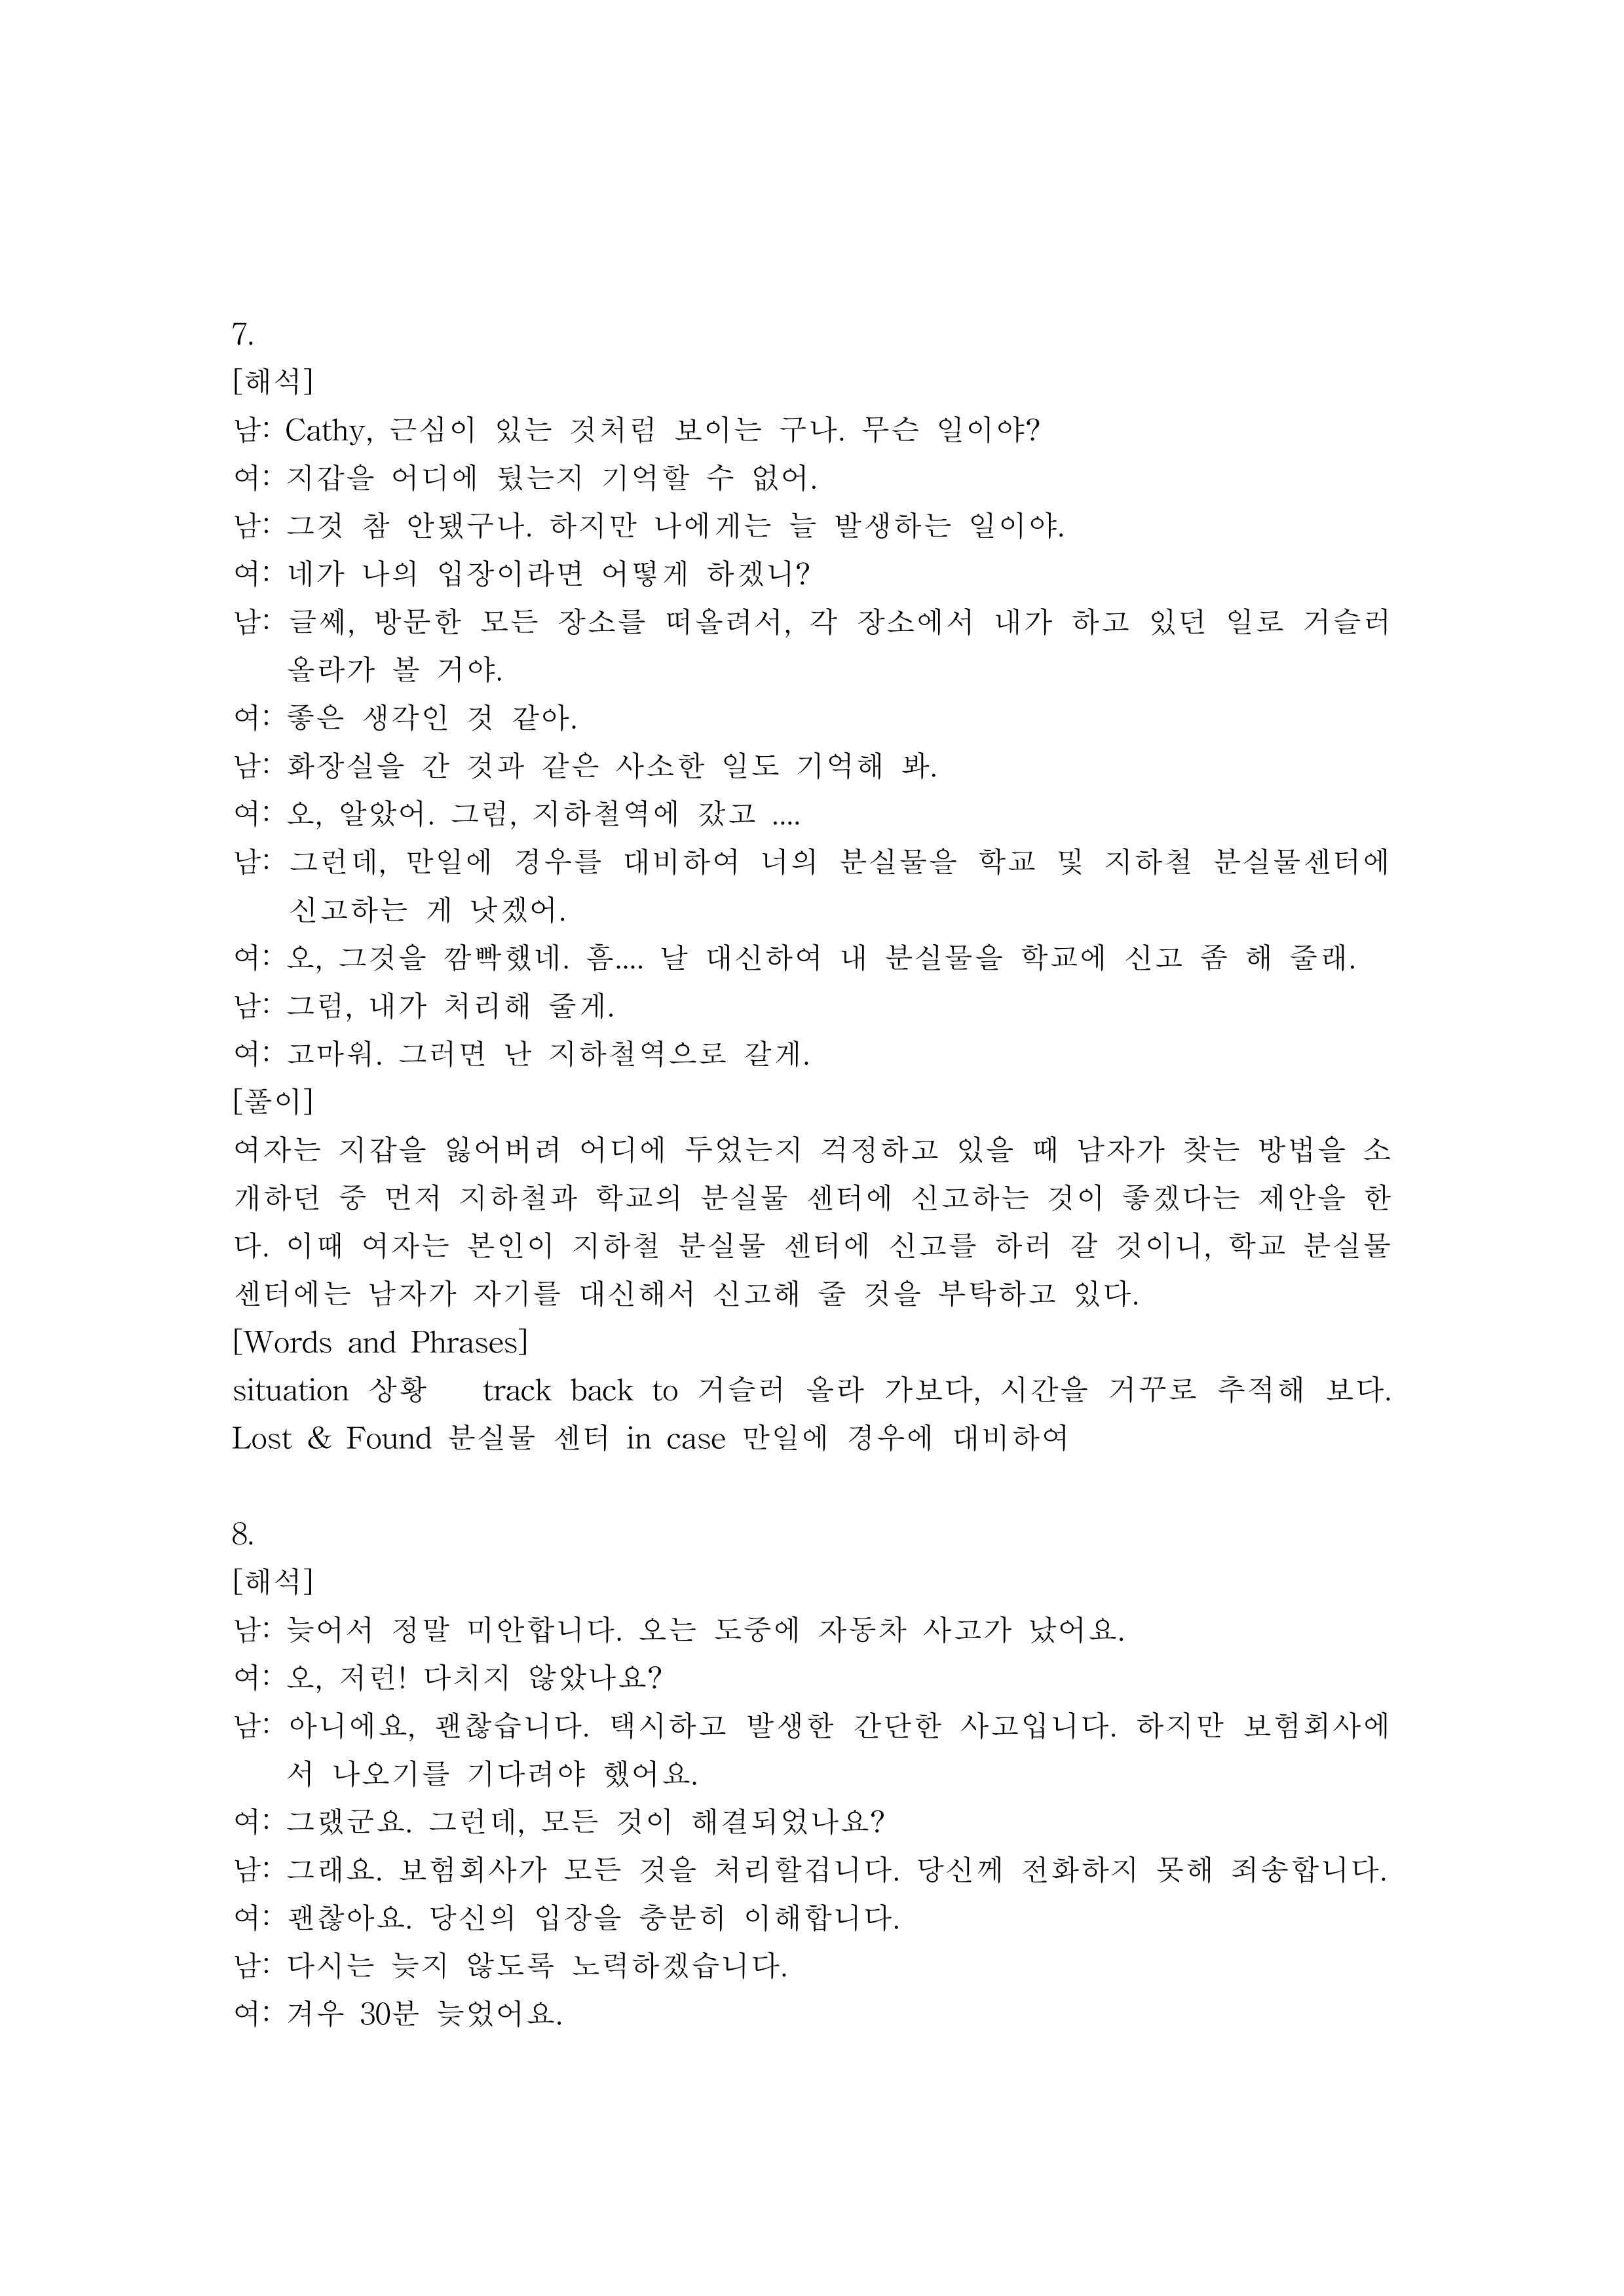 7.
[해석]
남: Cathy, 근심이 있는 것처럼 보이는 구나. 무슨 일이야?
여: 지갑을 어디에 뒀는지 기억할 수 없어.
남: 그것 참 안됐구나. 하지만 나에게는 늘 발생하는 일이야.
여: 네가 나의 입장이라면 어떻게 하겠니?
남: 글쎄, 방문한 모든 장소를 떠올려서, 각 장소에서 내가 하고 있던 일로 거슬러
올라가 볼 거야.
여: 좋은 생각인 것 같아.
남: 화장실을 간 것과 같은 사소한 일도 기억해 봐.
여: 오, 알았어. 그럼, 지하철역에 갔고 ....
남: 그런데, 만일에 경우를 대비하여 너의 분실물을 학교 및 지하철 분실물센터에
신고하는 게 낫겠어.
여: 오, 그것을 깜빡했네. 흠.... 날 대신하여 내 분실물을 학교에 신고 좀 해 줄래.
남: 그럼, 내가 처리해 줄게.
여: 고마워. 그러면 난 지하철역으로 갈게.
[풀이]
여자는 지갑을 잃어버려 어디에 두었는지 걱정하고 있을 때 남자가 찾는 방법을 소
개하던 중 먼저 지하철과 학교의 분실물 센터에 신고하는 것이 좋겠다는 제안을 한
다. 이때 여자는 본인이 지하철 분실물 센터에 신고를 하러 갈 것이니, 학교 분실물
센터에는 남자가 자기를 대신해서 신고해 줄 것을 부탁하고 있다.
[Words and Phrases]
situation 상황 track back to 거슬러 올라 가보다, 시간을 거꾸로 추적해 보다.
Lost & Found 분실물 센터 in case 만일에 경우에 대비하여
8.
[해석]
남: 늦어서 정말 미안합니다. 오는 도중에 자동차 사고가 났어요.
여: 오, 저런! 다치지 않았나요?
남: 아니에요, 괜찮습니다. 택시하고 발생한 간단한 사고입니다. 하지만 보험회사에
서 나오기를 기다려야 했어요.
여: 그랬군요. 그런데, 모든 것이 해결되었나요?
남: 그래요. 보험회사가 모든 것을 처리할겁니다. 당신께 전화하지 못해 죄송합니다.
여: 괜찮아요. 당신의 입장을 충분히 이해합니다.
남: 다시는 늦지 않도록 노력하겠습니다.
여: 겨우 30분 늦었어요.